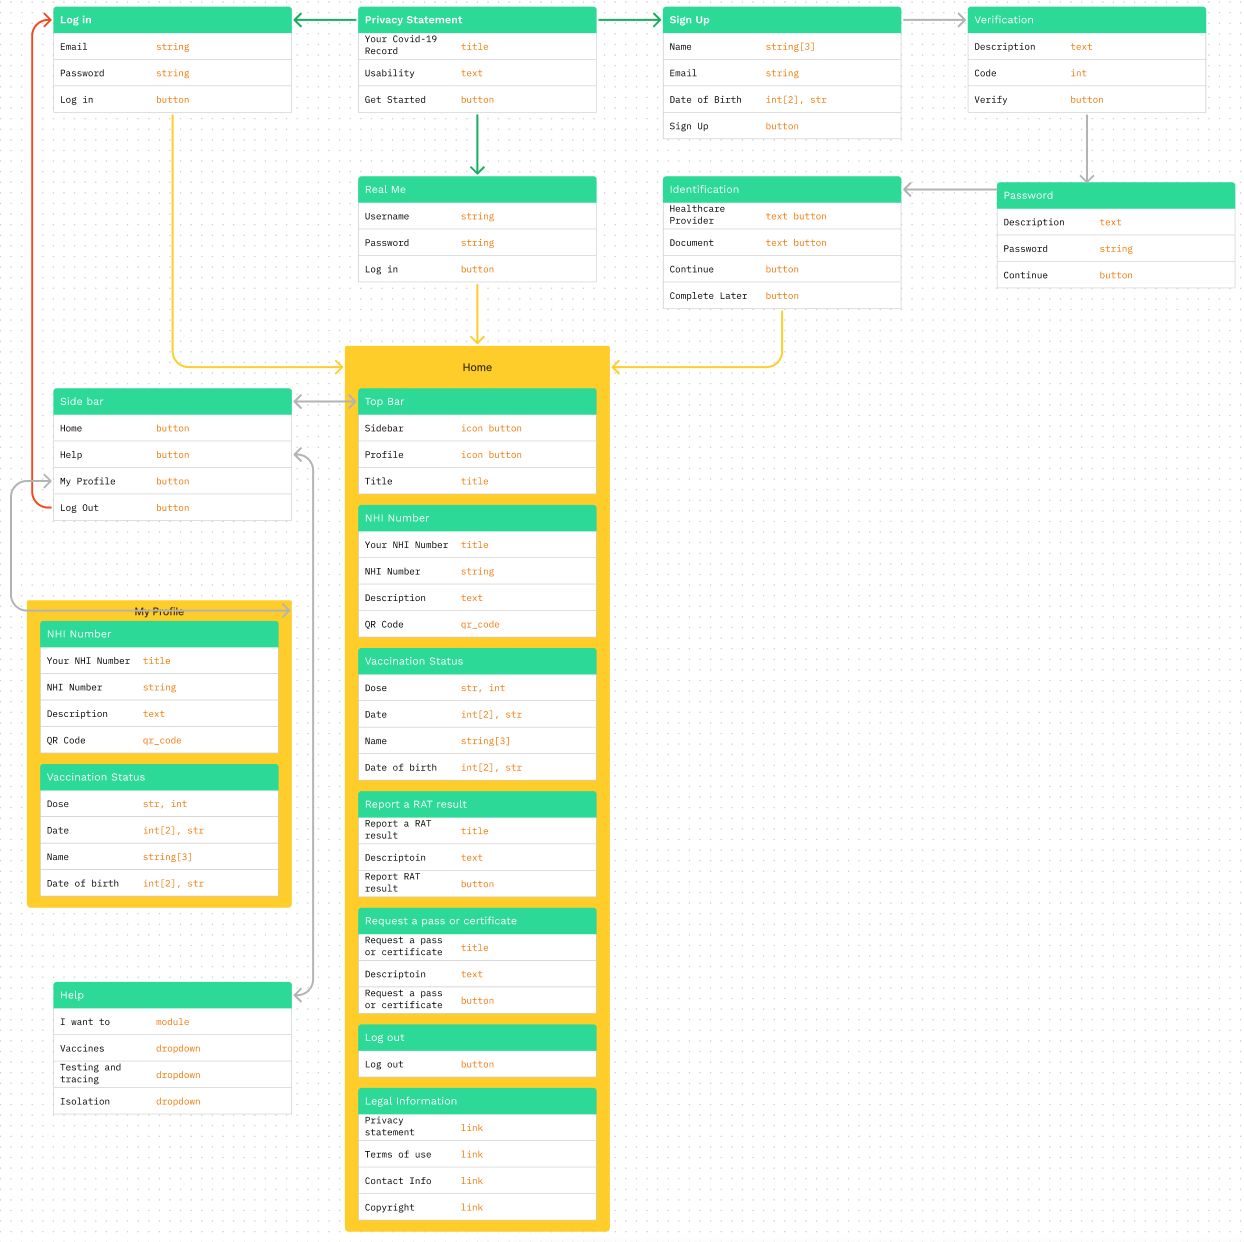 Log in
Email string
Password string
Log in button
Privacy Statement
Your Covid-19
Record title
Usability text
Get Started button
Sign Up
Name string[3]
Email string
Date of Birth int[2], str
Sign Up button
Verification
Description text
Code int
Verify button
Real Me
Username string
Password string
Log in button
Identification
Healthcare
Provider text button
Document text button
Continue button
Complete Later button
Password
Description text
Password string
Continue button
Home
Side bar
Home button
Help button
My Profile button
Log Out button
Top Bar
Sidebar icon button
Profile icon button
Title title
NHI Number
Your NHI Number title
NHI Number string
Description text
QR Code qr_code
My Profile
NHI Number
Your NHI Number title
NHI Number string
Description text
QR Code qr_code
Vaccination Status
Dose str, int
Date int[2], str
Name string[3]
Date of birth int[2], str
Vaccination Status
Dose str, int
Date int[2], str
Name string[3]
Date of birth int[2], str
Report a RAT result
Report a RAT
result title
Descriptoin text
Report RAT
result button
Request a pass or certificate
Request a pass
or certificate title
Descriptoin text
Request a pass
or certificate button
Help
I want to module
Vaccines dropdown
Testing and
tracing dropdown
Isolation dropdown
Log out
Log out button
Legal Information
Privacy
statement link
Terms of use link
Contact Info link
Copyright link